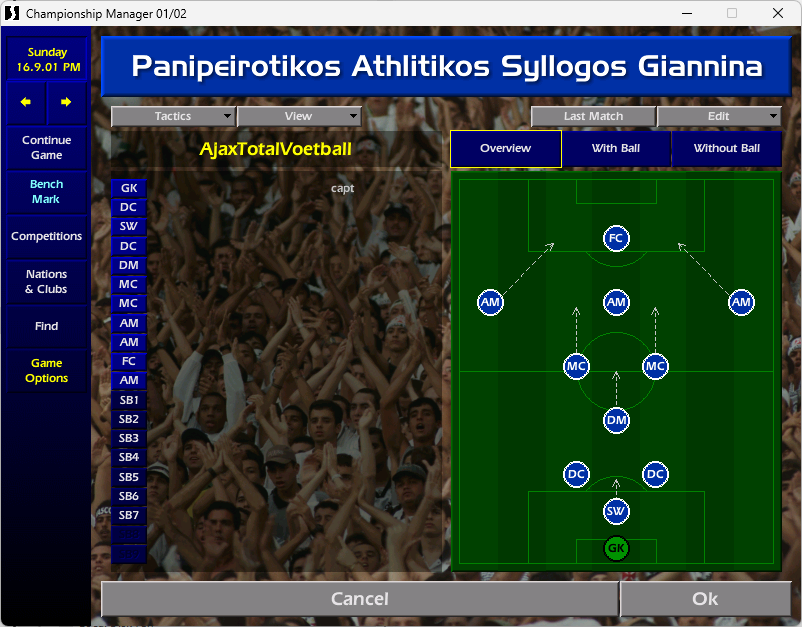 Championship Manager 01/02
Sunday
16.9.01 PM
Continue
Game
Bench
Mark
Competitions
Nations
& Clubs
Find
Game
Options
Panipeirotikos Athlitikos Syllogos Giannina
Tactics
View
Last Match
Edit
AjaxTotalVoetball
Overview
With Ball
Without Ball
GK
capt
DC
SW
DC
DM
MC
MC
AM
AM
FC
AM
SB1
SB2
SB3
SB4
SB5
SB6
SB7
FC
AM AM AM
MC MC
DM
DC DC
SW
GK
Cancel
Ok